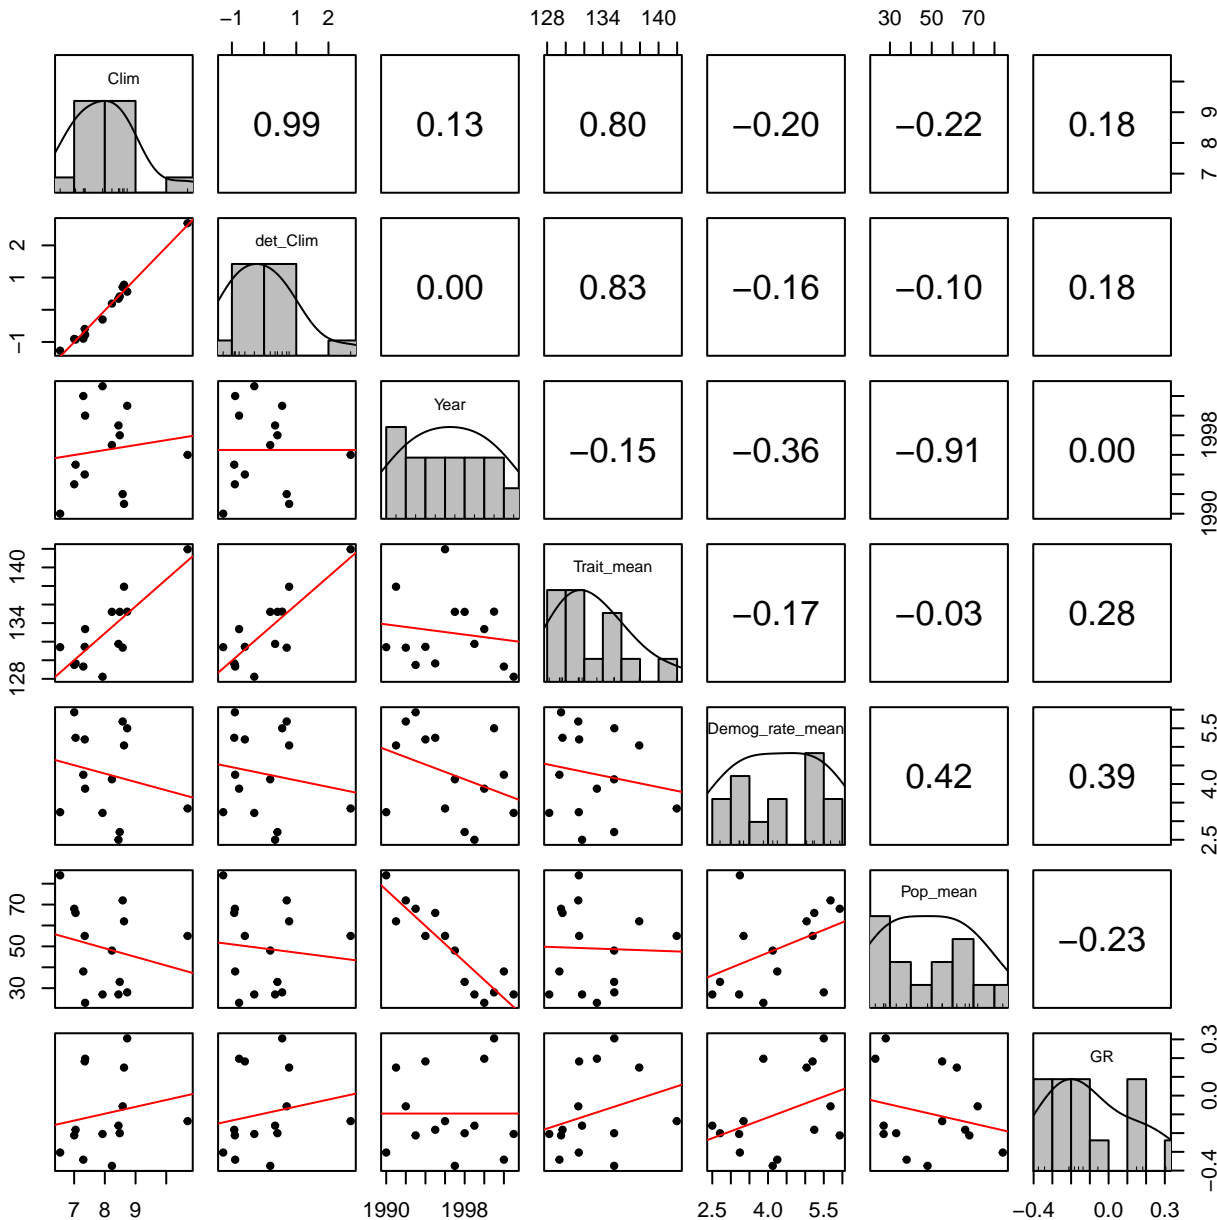 −1 1 2 128 134 140 30 50 70
Clim
0.99 0.13 0.80 −0.20 −0.22 0.18
7 8 9
−1 1 2
det_Clim
0.00 0.83 −0.16 −0.10 0.18
Year
−0.15 −0.36 −0.91 0.00
1990 1998
128 134 140
Trait_mean
−0.17 −0.03 0.28
Demog_rate_mean
0.42 0.39
2.5 4.0 5.5
30 50 70
Pop_mean
−0.23
GR
−0.4 0.0 0.3
7 8 9 1990 1998 2.5 4.0 5.5 −0.4 0.0 0.3